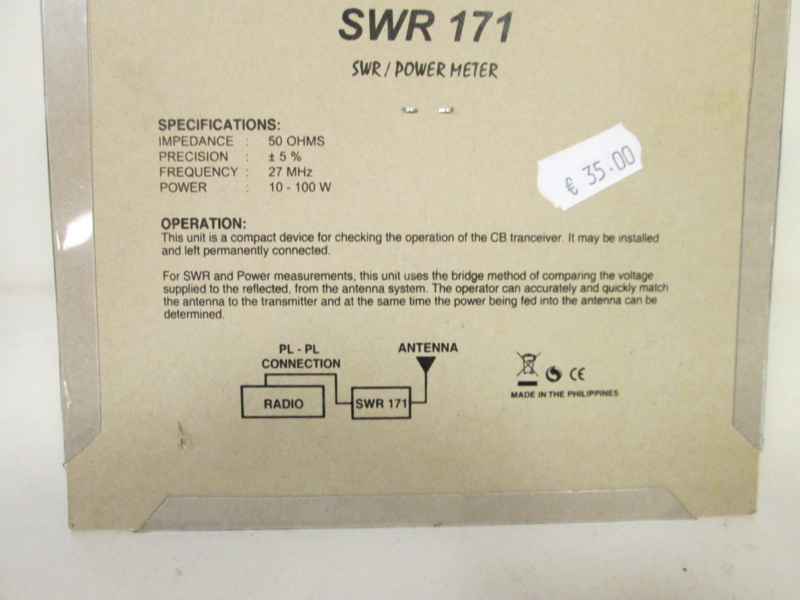 SWR 171
SWR / POWER METER
SPECIFICATIONS:
IMPEDANCE : 50 OHMS
PRECISION : ± 5 %
FREQUENCY : 27 MHz
POWER : 10 - 100 W
€ 35.00
OPERATION:
This unit is a compact device for checking the operation of the CB tranceiver. It may be installed
and left permanently connected.
For SWR and Power measurements, this unit uses the bridge method of comparing the voltage
supplied to the reflected, from the antenna system. The operator can accurately and quickly match
the antenna to the transmitter and at the same time the power being fed into the antenna can be
determined.
PL - PL
CONNECTION
ANTENNA
RADIO
SWR 171
CE
MADE IN THE PHILIPPINES